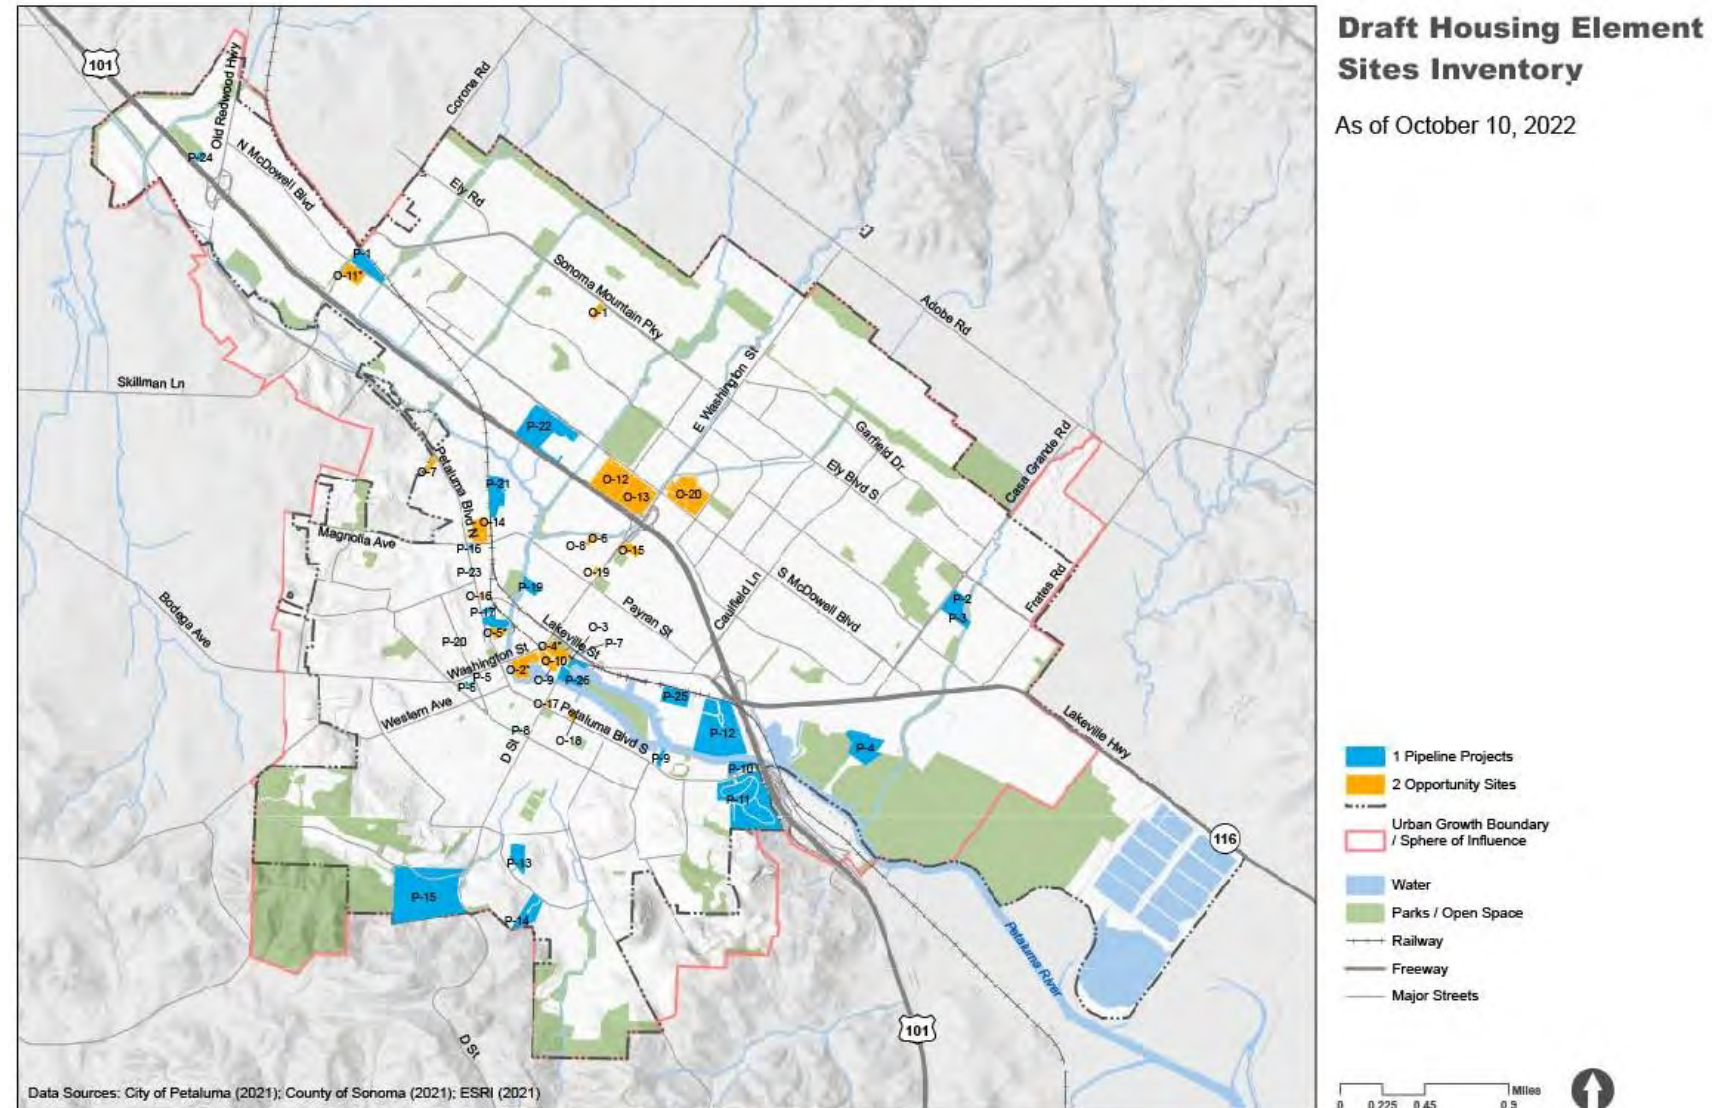 Draft Housing Element
Sites Inventory
As of October 10, 2022
101
Old Redwood Hwy
Corona Rd
N McDowell Blvd
P-24
Ely Rd
P-1
O-11*
Sonoma Mountain Pky
O-1
Adobe Rd
Skillman Ln
E Washington St
P-22
Garfield Dr
Casa Grande Rd
Ely Blvd S
O-7
Petaluma Blvd N
P-21
O-12
O-13
O-20
O-14
Magnolia Ave
P-16
O-8
O-6
O-15
P-23
O-19
Frates Rd
Caulfield Ln
S McDowell Blvd
P-19
O-16
P-17
Payran St
P-2
P-3
Bodega Ave
O-5*
Lakeville St
O-3
P-7
P-20
O-4*
Washington St
O-10
O-2*
P-5
P-6
O-9
P-26
P-25
Western Ave
O-17
Petaluma Blvd S
Lakeville Hwy
P-8
O-18
D St
P-12
P-4
P-9
P-10
P-11
116
P-13
P-15
P-14
Petaluma River
101
D St
Data Sources: City of Petaluma (2021); County of Sonoma (2021); ESRI (2021)
1 Pipeline Projects
2 Opportunity Sites
Urban Growth Boundary
/ Sphere of Influence
Water
Parks / Open Space
Railway
Freeway
Major Streets
Miles
0 0.225 0.45 0.9